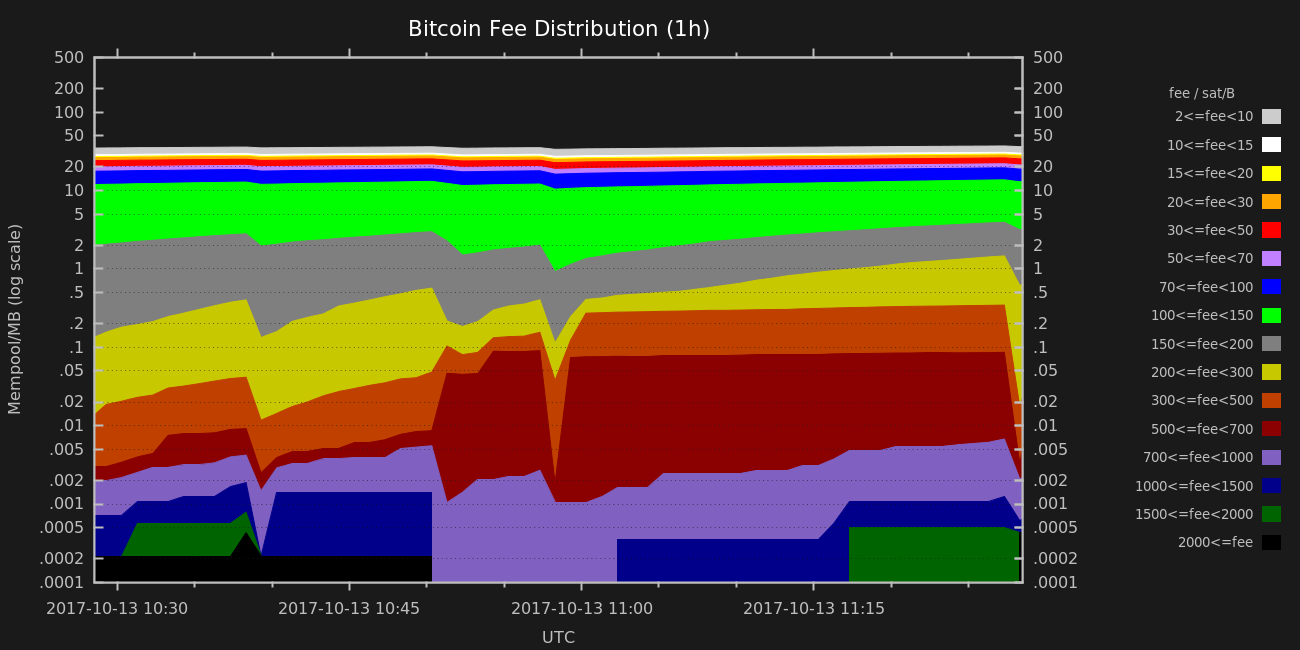 Bitcoin Fee Distribution (1h)
500
200
100
50
20
10
5
2
1
.5
.2
.1
.05
.02
.01
.005
.002
.001
.0005
.0002
.0001
Mempool/MB (log scale)
500
200
100
50
20
10
5
2
1
.5
.2
.1
.05
.02
.01
.005
.002
.001
.0005
.0002
.0001
2017-10-13 10:30 2017-10-13 10:45 2017-10-13 11:00 2017-10-13 11:15
UTC
fee / sat/B
2<=fee<10
10<=fee<15
15<=fee<20
20<=fee<30
30<=fee<50
50<=fee<70
70<=fee<100
100<=fee<150
150<=fee<200
200<=fee<300
300<=fee<500
500<=fee<700
700<=fee<1000
1000<=fee<1500
1500<=fee<2000
2000<=fee